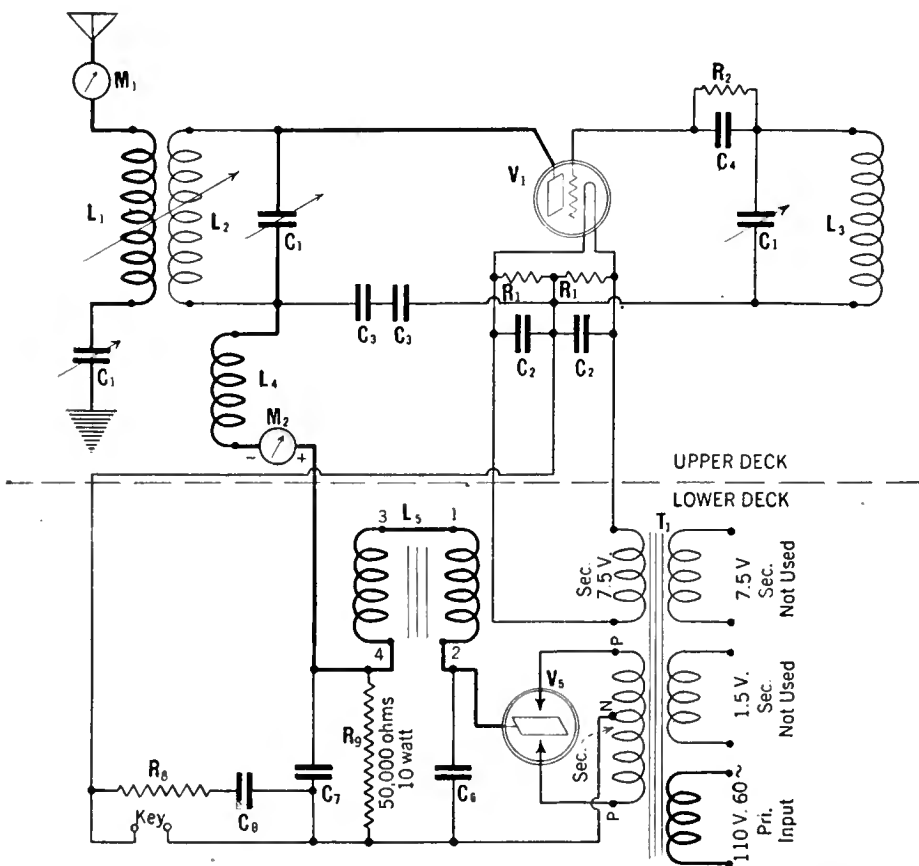 M1
R2
C4
V1
L1
L2
C1
C1
L3
R1
R1
C3
C3
C2
C2
C1
L4
M2
- +
UPPER DECK
LOWER DECK
3
L5
1
T1
Sec.
7.5 V.
7.5 V.
Sec.
Not Used
4
2
P
V5
N
Sec.
1.5 V.
Sec.
Not Used
R9
50,000 ohms
10 watt
R8
C8
C7
C6
P
Key
110 V. 60~
Pri.
Input